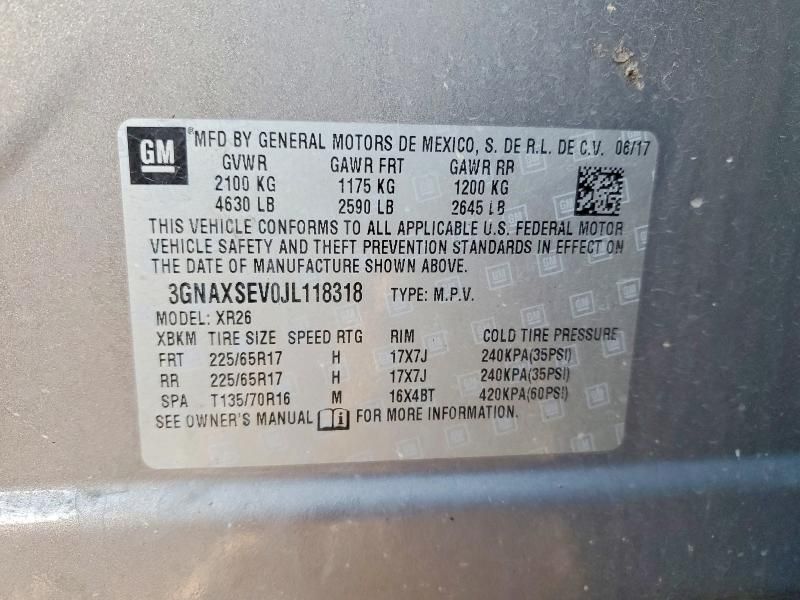 GM ® MFD BY GENERAL MOTORS DE MEXICO, S. DE R.L. DE C.V. 06/17
GVWR GAWR FRT GAWR RR
2100 KG 1175 KG 1200 KG
4630 LB 2590 LB 2645 LB
THIS VEHICLE CONFORMS TO ALL APPLICABLE U.S. FEDERAL MOTOR
VEHICLE SAFETY AND THEFT PREVENTION STANDARDS IN EFFECT ON
THE DATE OF MANUFACTURE SHOWN ABOVE.
3GNAXSEV0JL118318 TYPE: M.P.V.
MODEL: XR26
XBKM TIRE SIZE SPEED RTG RIM COLD TIRE PRESSURE
FRT 225/65R17 H 17X7J 240KPA(35PSI)
RR 225/65R17 H 17X7J 240KPA(35PSI)
SPA T135/70R16 M 16X4BT 420KPA(60PSI)
SEE OWNER'S MANUAL i FOR MORE INFORMATION.